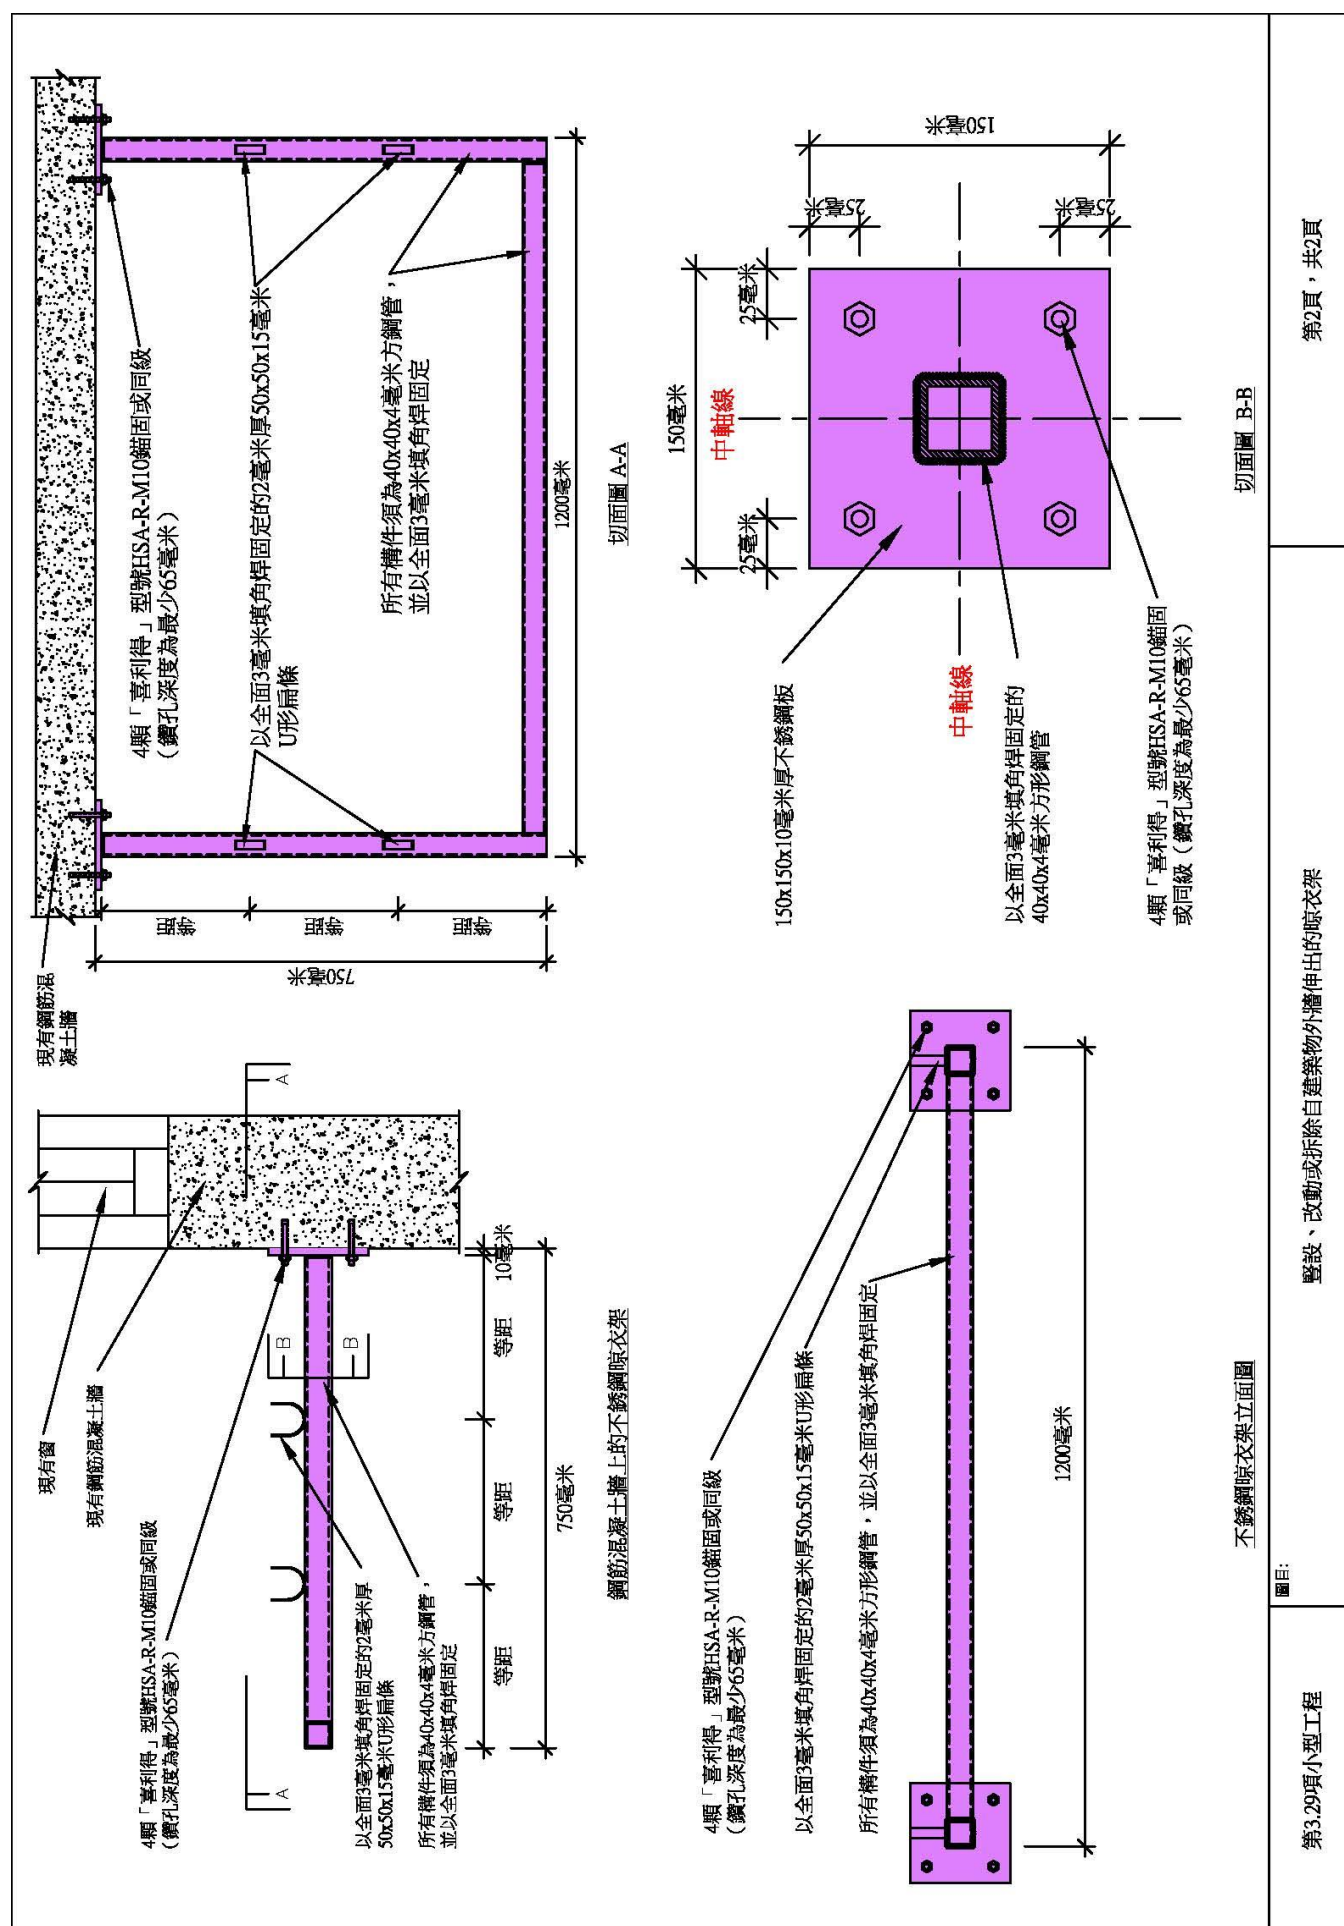 現有窗
現有鋼筋混凝土牆
4顆「喜利得」型號HSA-R-M10錨固或同級
(鑽孔深度為最少65毫米)
以全面3毫米填角焊固定的2毫米厚
50x50x15毫米U形扁條
所有構件須為40x40x4毫米方鋼管，
並以全面3毫米填角焊固定
A
A
B
B
等距
等距
等距
10毫米
750毫米
鋼筋混凝土牆上的不銹鋼晾衣架
現有鋼筋混
凝土牆
4顆「喜利得」型號HSA-R-M10錨固或同級
(鑽孔深度為最少65毫米)
以全面3毫米填角焊固定的2毫米厚50x50x15毫米
U形扁條
所有構件須為40x40x4毫米方鋼管，
並以全面3毫米填角焊固定
等距
等距
等距
750毫米
1200毫米
切面圖 A-A
4顆「喜利得」型號HSA-R-M10錨固或同級
(鑽孔深度為最少65毫米)
以全面3毫米填角焊固定的2毫米厚50x50x15毫米U形扁條
所有構件須為40x40x4毫米方形鋼管，並以全面3毫米填角焊固定
1200毫米
不銹鋼晾衣架立面圖
150毫米
25毫米
25毫米
中軸線
150毫米
25毫米
25毫米
150x150x10毫米厚不銹鋼板
中軸線
以全面3毫米填角焊固定的
40x40x4毫米方形鋼管
4顆「喜利得」型號HSA-R-M10錨固
或同級(鑽孔深度為最少65毫米)
切面圖 B-B
第3.29項小型工程
圖目:
豎設、改動或拆除自建築物外牆伸出的晾衣架
第2頁，共2頁